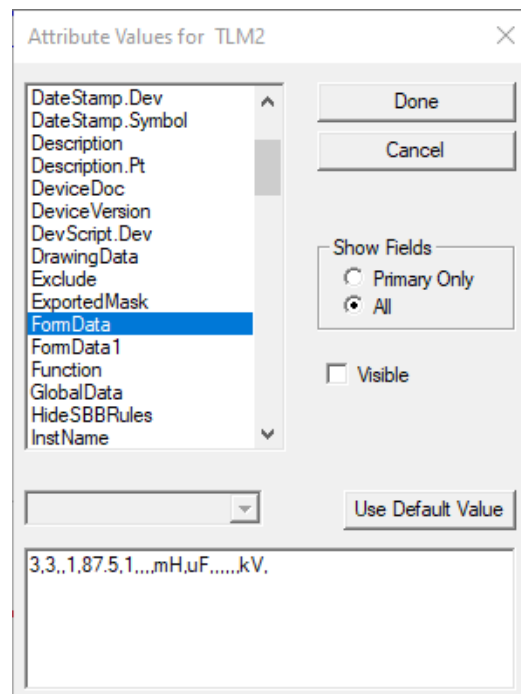 Attribute Values for TLM2
DateStamp.Dev
DateStamp.Symbol
Description
Description.Pt
DeviceDoc
DeviceVersion
DevScript.Dev
DrawingData
Exclude
ExportedMask
FormData
FormData1
Function
GlobalData
HideSBBRules
InstName
Done
Cancel
Show Fields
Primary Only
All
Visible
Use Default Value
3,3,,1,87.5,1,,,,mH,uF,,,,,,kV,